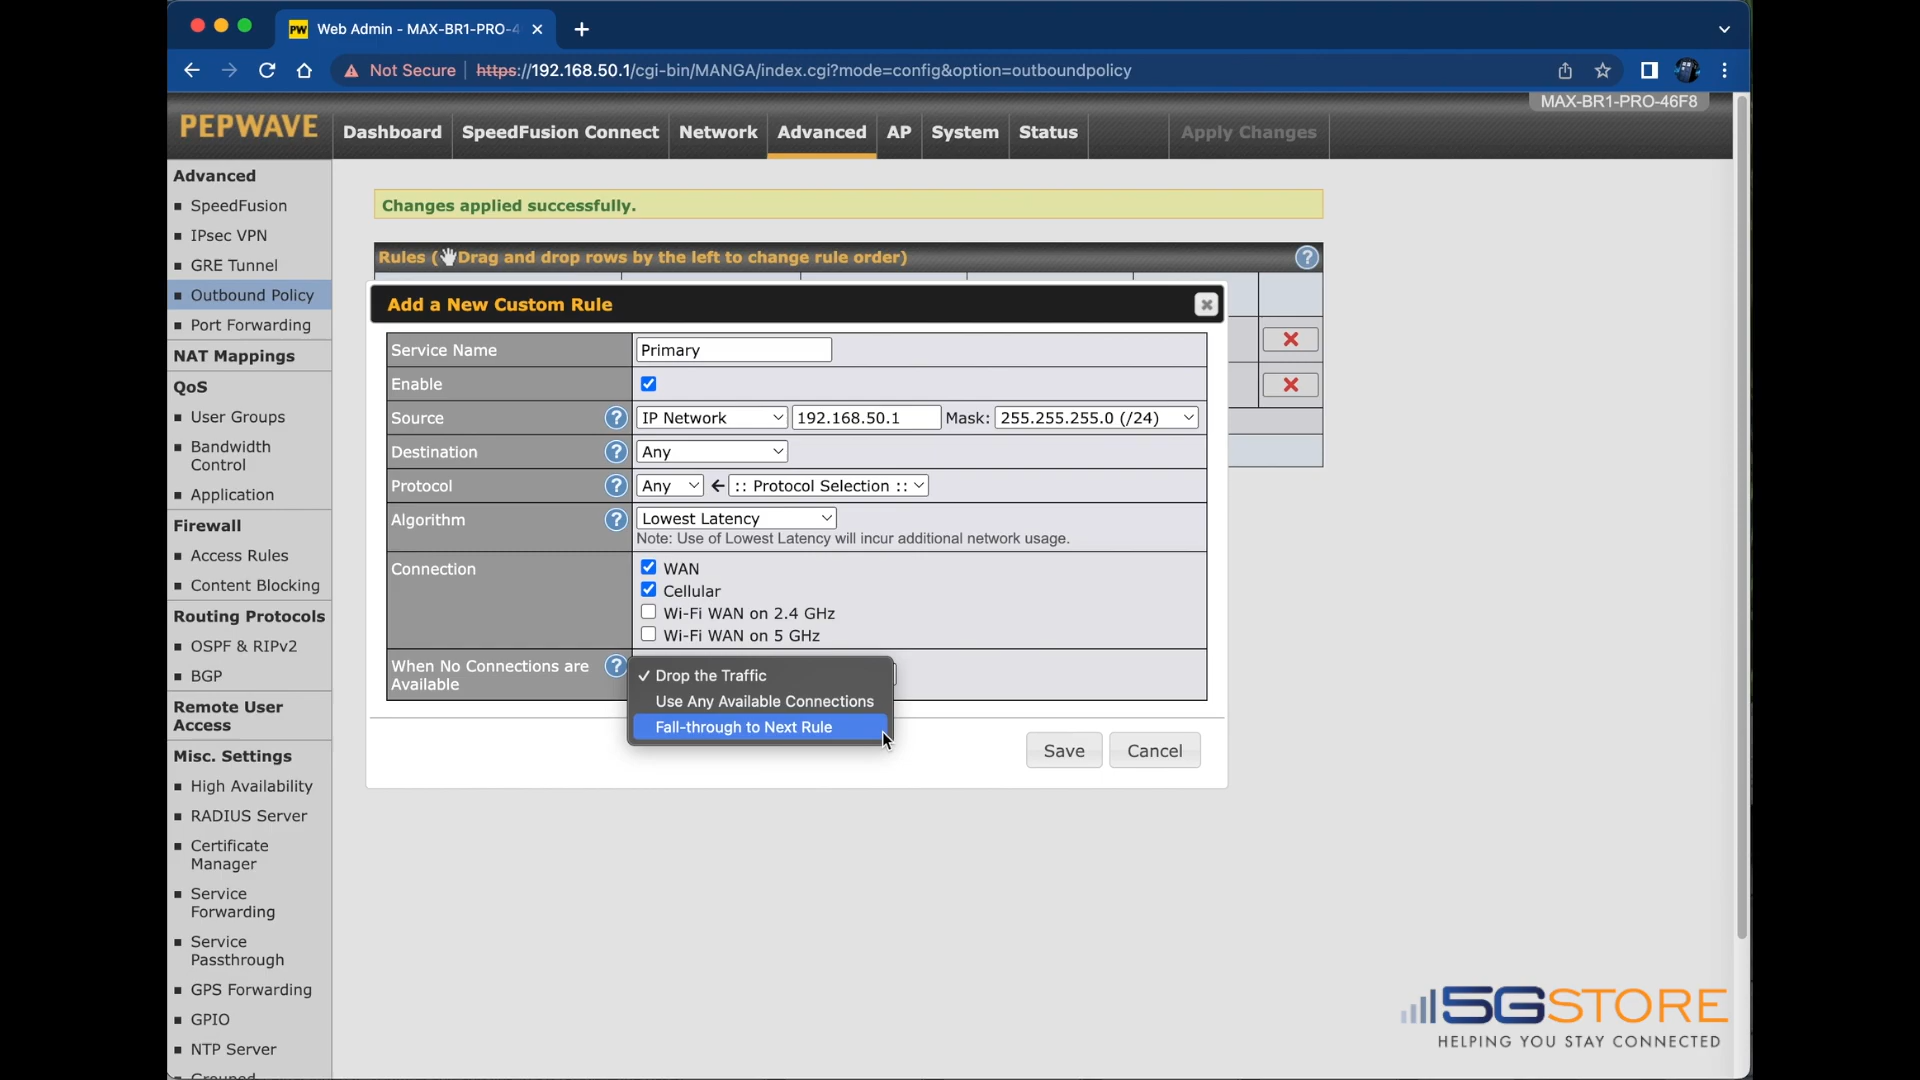 PW Web Admin - MAX-BR1-PRO-4
Not Secure https://192.168.50.1/cgi-bin/MANGA/index.cgi?mode=config&option=outboundpolicy
MAX-BR1-PRO-46F8
PEPWAVE Dashboard SpeedFusion Connect Network Advanced AP System Status Apply Changes
Advanced
SpeedFusion
IPsec VPN
GRE Tunnel
Outbound Policy
Port Forwarding
NAT Mappings
QoS
User Groups
Bandwidth
Control
Application
Firewall
Access Rules
Content Blocking
Routing Protocols
OSPF & RIPv2
BGP
Remote User
Access
Misc. Settings
High Availability
RADIUS Server
Certificate
Manager
Service
Forwarding
Service
Passthrough
GPS Forwarding
GPIO
NTP Server
Changes applied successfully.
Rules (Drag and drop rows by the left to change rule order) ?
Add a New Custom Rule
Service Name Primary
Enable
Source ? IP Network 192.168.50.1 Mask: 255.255.255.0 (/24)
Destination ? Any
Protocol ? Any ← :: Protocol Selection ::
Algorithm ? Lowest Latency
Note: Use of Lowest Latency will incur additional network usage.
Connection WAN
Cellular
Wi-Fi WAN on 2.4 GHz
Wi-Fi WAN on 5 GHz
When No Connections are
Available ?
✓ Drop the Traffic
Use Any Available Connections
Fall-through to Next Rule
Save Cancel
5GSTORE
HELPING YOU STAY CONNECTED